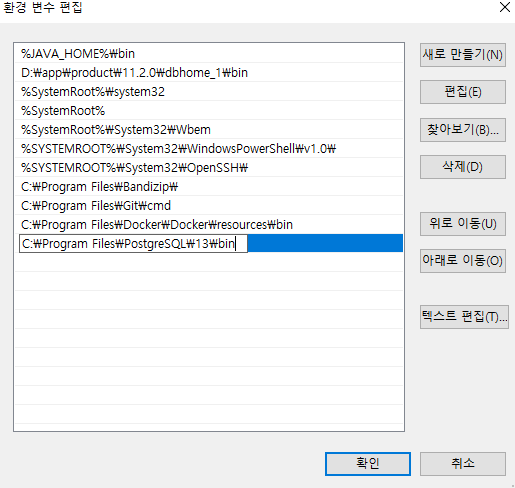 환경 변수 편집
%JAVA_HOME%₩bin
D:₩app₩product₩11.2.0₩dbhome_1₩bin
%SystemRoot%₩system32
%SystemRoot%
%SystemRoot%₩System32₩Wbem
%SYSTEMROOT%₩System32₩WindowsPowerShell₩v1.0₩
%SYSTEMROOT%₩System32₩OpenSSH₩
C:₩Program Files₩Bandizip₩
C:₩Program Files₩Git₩cmd
C:₩Program Files₩Docker₩Docker₩resources₩bin
C:₩Program Files₩PostgreSQL₩13₩bin
새로 만들기(N)
편집(E)
찾아보기(B)...
삭제(D)
위로 이동(U)
아래로 이동(O)
텍스트 편집(T)...
확인
취소